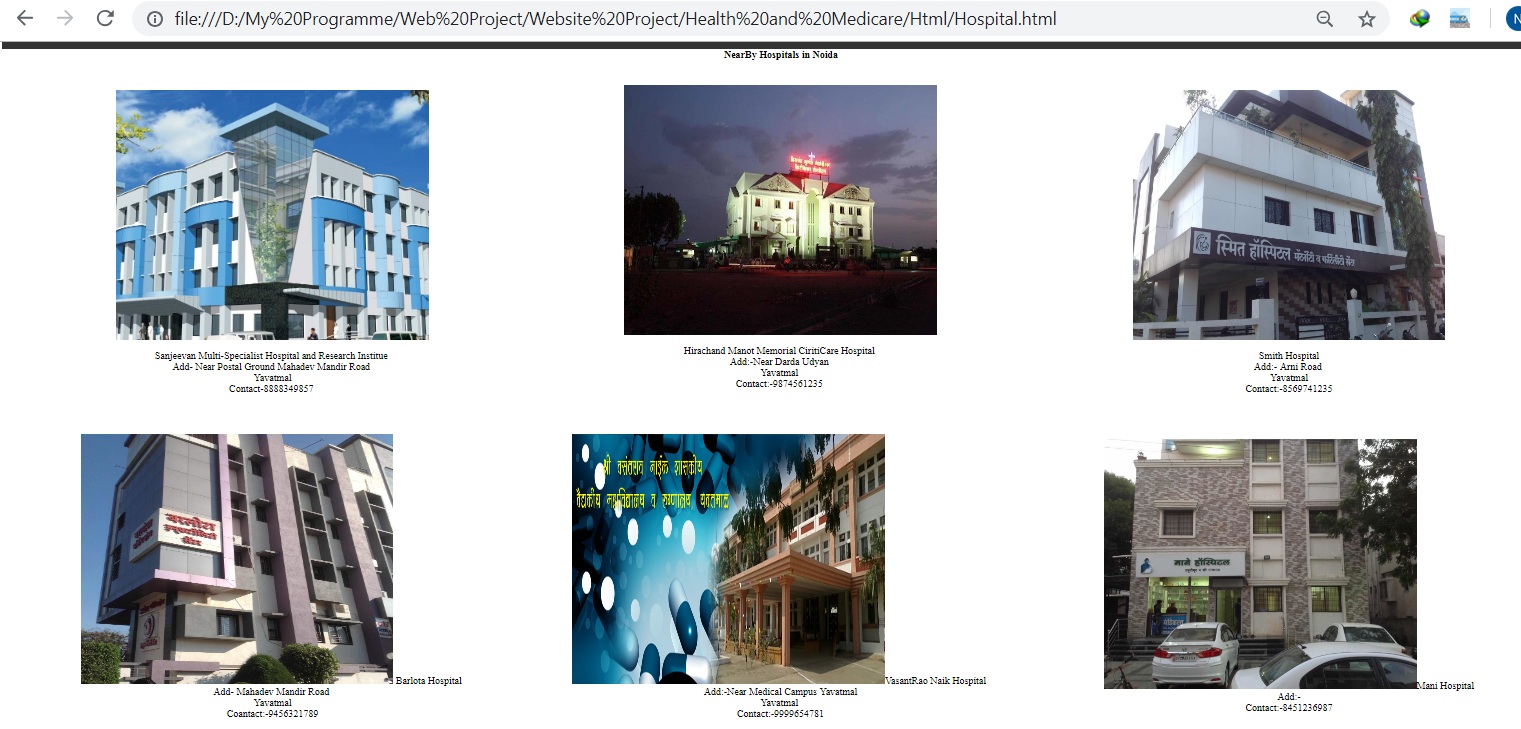 file:///D:/My%20Programme/Web%20Project/Website%20Project/Health%20and%20Medicare/Html/Hospital.html
N
NearBy Hospitals in Noida
स्मित हॉस्पिटल मॅटर्निटी व फर्टिलीटी सेंटर
Sanjeevan Multi-Specialist Hospital and Research Institue
Add- Near Postal Ground Mahadev Mandir Road
Yavatmal
Contact-8888349857
Hirachand Manot Memorial CiritiCare Hospital
Add:-Near Darda Udyan
Yavatmal
Contact:-9874561235
Smith Hospital
Add:- Arni Road
Yavatmal
Contact:-8569741235
श्री वसंतराव नाईक शासकीय
वैद्यकीय महाविद्यालय व रुग्णालय यवतमाळ
माने हॉस्पिटल
Barlota Hospital
Add- Mahadev Mandir Road
Yavatmal
Coantact:-9456321789
VasantRao Naik Hospital
Add:-Near Medical Campus Yavatmal
Yavatmal
Contact:-9999654781
Mani Hospital
Add:-
Contact:-8451236987